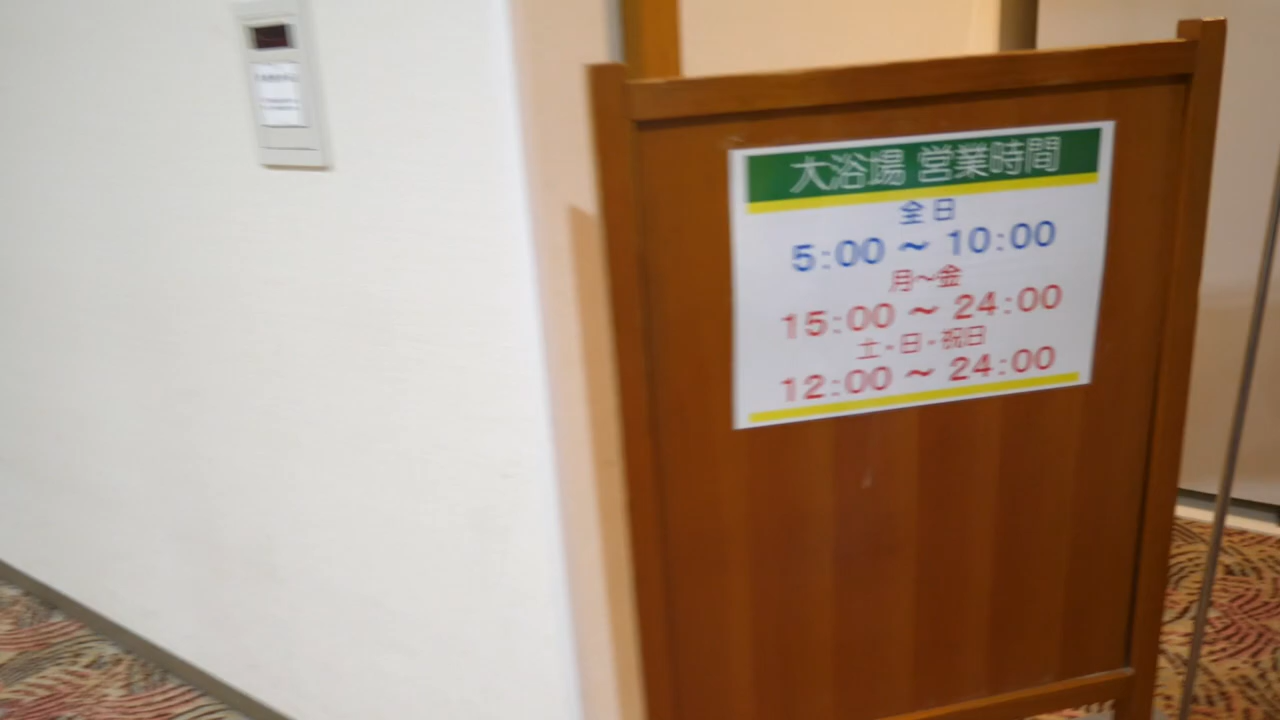 大浴場 営業時間
全日
5:00 ~ 10:00
月~金
15:00 ~ 24:00
土・日・祝日
12:00 ~ 24:00